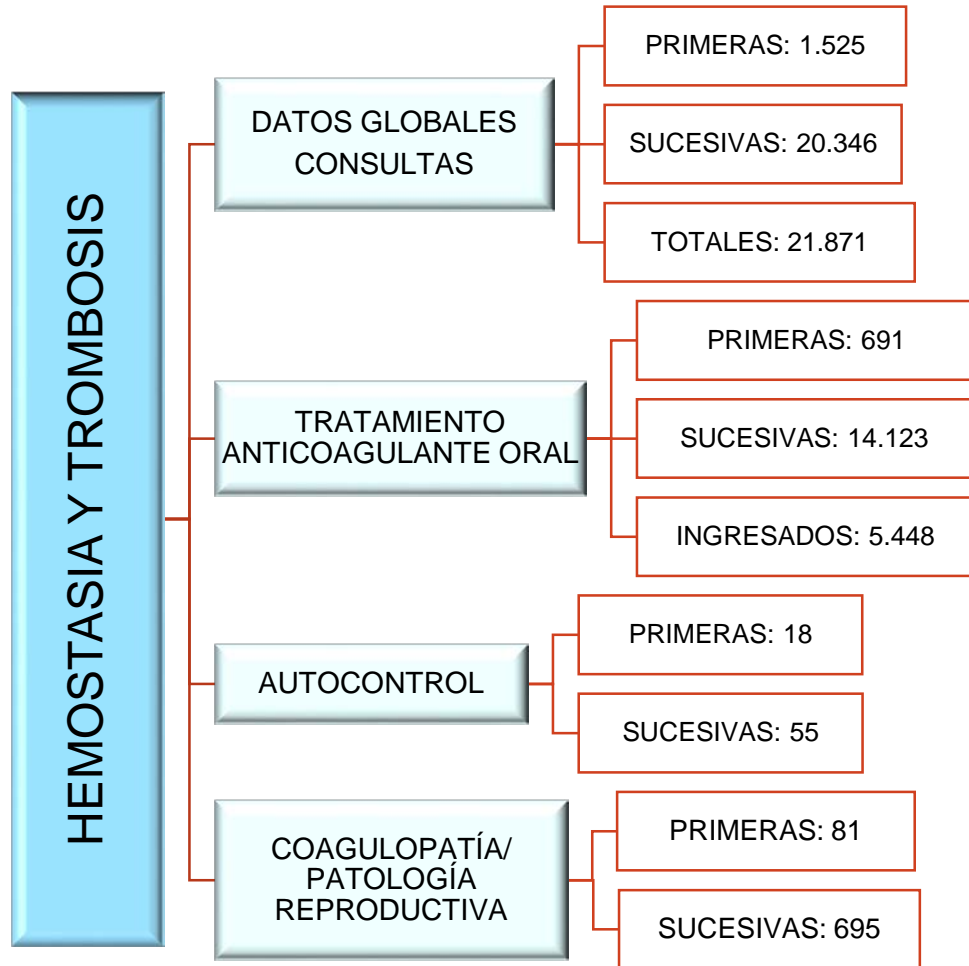 HEMOSTASIA Y TROMBOSIS
DATOS GLOBALES
CONSULTAS
PRIMERAS: 1.525
SUCESIVAS: 20.346
TOTALES: 21.871
TRATAMIENTO
ANTICOAGULANTE ORAL
PRIMERAS: 691
SUCESIVAS: 14.123
INGRESADOS: 5.448
AUTOCONTROL
PRIMERAS: 18
SUCESIVAS: 55
COAGULOPATÍA/
PATOLOGÍA
REPRODUCTIVA
PRIMERAS: 81
SUCESIVAS: 695